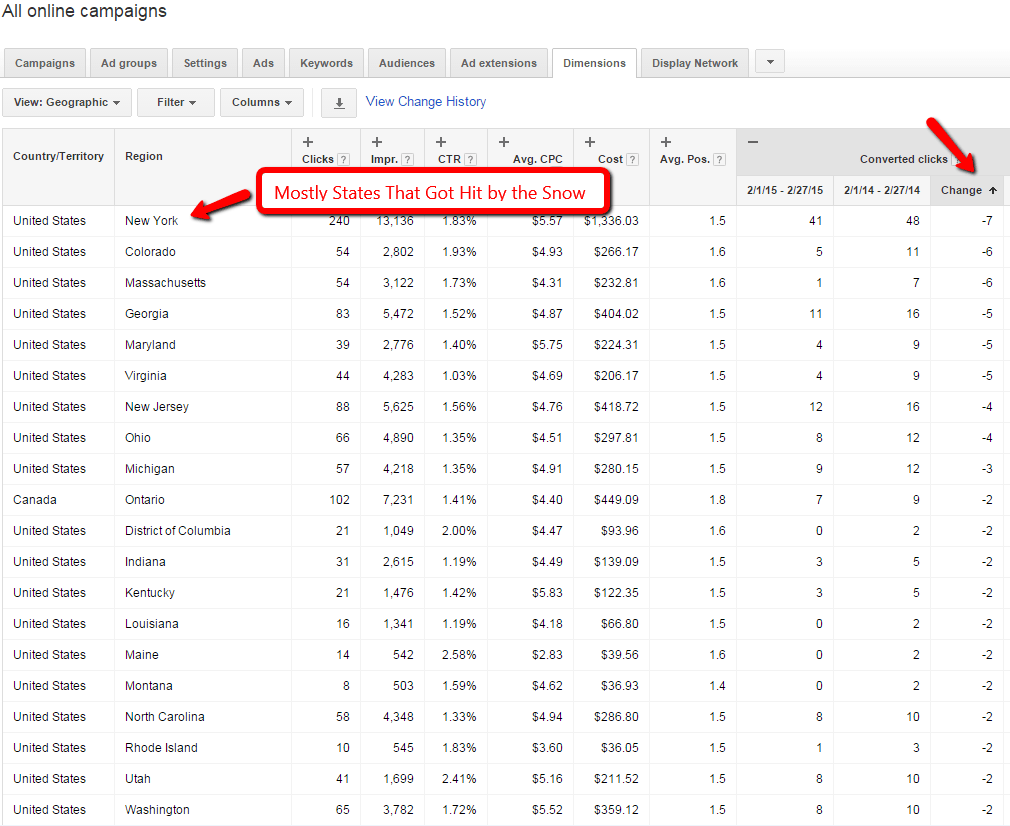 All online campaigns
Campaigns Ad groups Settings Ads Keywords Audiences Ad extensions Dimensions Display Network
View: Geographic Filter Columns View Change History
Country/Territory Region Clicks ? Impr. ? CTR ? Avg. CPC Cost ? Avg. Pos. ? Converted clicks
2/1/15 - 2/27/15 2/1/14 - 2/27/14 Change
Mostly States That Got Hit by the Snow
United States New York 240 13,136 1.83% $5.57 $1,336.03 1.5 41 48 -7
United States Colorado 54 2,802 1.93% $4.93 $266.17 1.6 5 11 -6
United States Massachusetts 54 3,122 1.73% $4.31 $232.81 1.6 1 7 -6
United States Georgia 83 5,472 1.52% $4.87 $404.02 1.5 11 16 -5
United States Maryland 39 2,776 1.40% $5.75 $224.31 1.5 4 9 -5
United States Virginia 44 4,283 1.03% $4.69 $206.17 1.5 4 9 -5
United States New Jersey 88 5,625 1.56% $4.76 $418.72 1.5 12 16 -4
United States Ohio 66 4,890 1.35% $4.51 $297.81 1.5 8 12 -4
United States Michigan 57 4,218 1.35% $4.91 $280.15 1.5 9 12 -3
Canada Ontario 102 7,231 1.41% $4.40 $449.09 1.8 7 9 -2
United States District of Columbia 21 1,049 2.00% $4.47 $93.96 1.6 0 2 -2
United States Indiana 31 2,615 1.19% $4.49 $139.09 1.5 3 5 -2
United States Kentucky 21 1,476 1.42% $5.83 $122.35 1.5 3 5 -2
United States Louisiana 16 1,341 1.19% $4.18 $66.80 1.5 0 2 -2
United States Maine 14 542 2.58% $2.83 $39.56 1.6 0 2 -2
United States Montana 8 503 1.59% $4.62 $36.93 1.4 0 2 -2
United States North Carolina 58 4,348 1.33% $4.94 $286.80 1.5 8 10 -2
United States Rhode Island 10 545 1.83% $3.60 $36.05 1.5 1 3 -2
United States Utah 41 1,699 2.41% $5.16 $211.52 1.5 8 10 -2
United States Washington 65 3,782 1.72% $5.52 $359.12 1.5 8 10 -2